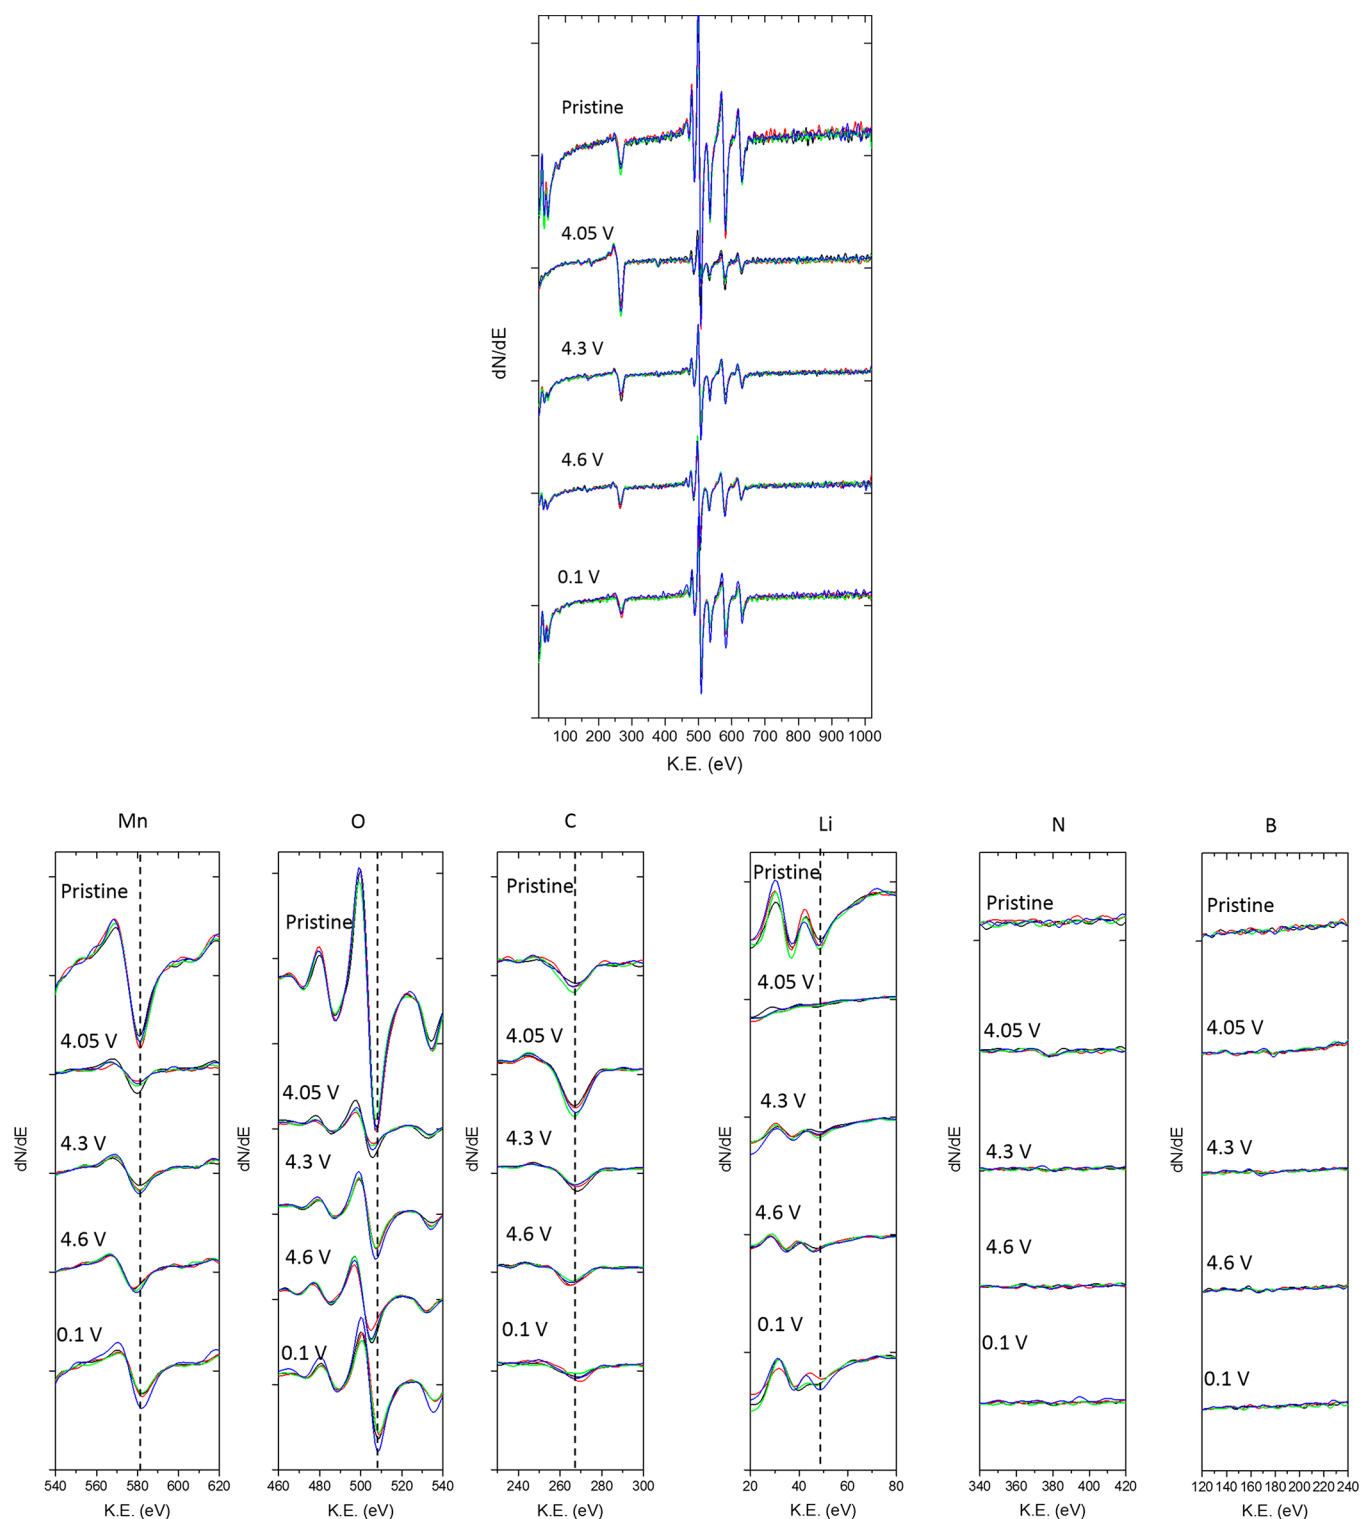 Pristine
4.05 V
4.3 V
4.6 V
0.1 V
dN/dE
100 200 300 400 500 600 700 800 900 1000
K.E. (eV)
Mn
Pristine
4.05 V
4.3 V
4.6 V
0.1 V
dN/dE
540 560 580 600 620
K.E. (eV)
O
Pristine
4.05 V
4.3 V
4.6 V
0.1 V
dN/dE
460 480 500 520 540
K.E. (eV)
C
Pristine
4.05 V
4.3 V
4.6 V
0.1 V
240 260 280 300
K.E. (eV)
Li
Pristine
4.05 V
4.3 V
4.6 V
0.1 V
dN/dE
20 40 60 80
K.E. (eV)
N
Pristine
4.05 V
4.3 V
4.6 V
0.1 V
dN/dE
340 360 380 400 420
K.E. (eV)
B
Pristine
4.05 V
4.3 V
4.6 V
0.1 V
dN/dE
120 140 160 180 200 220 240
K.E. (eV)